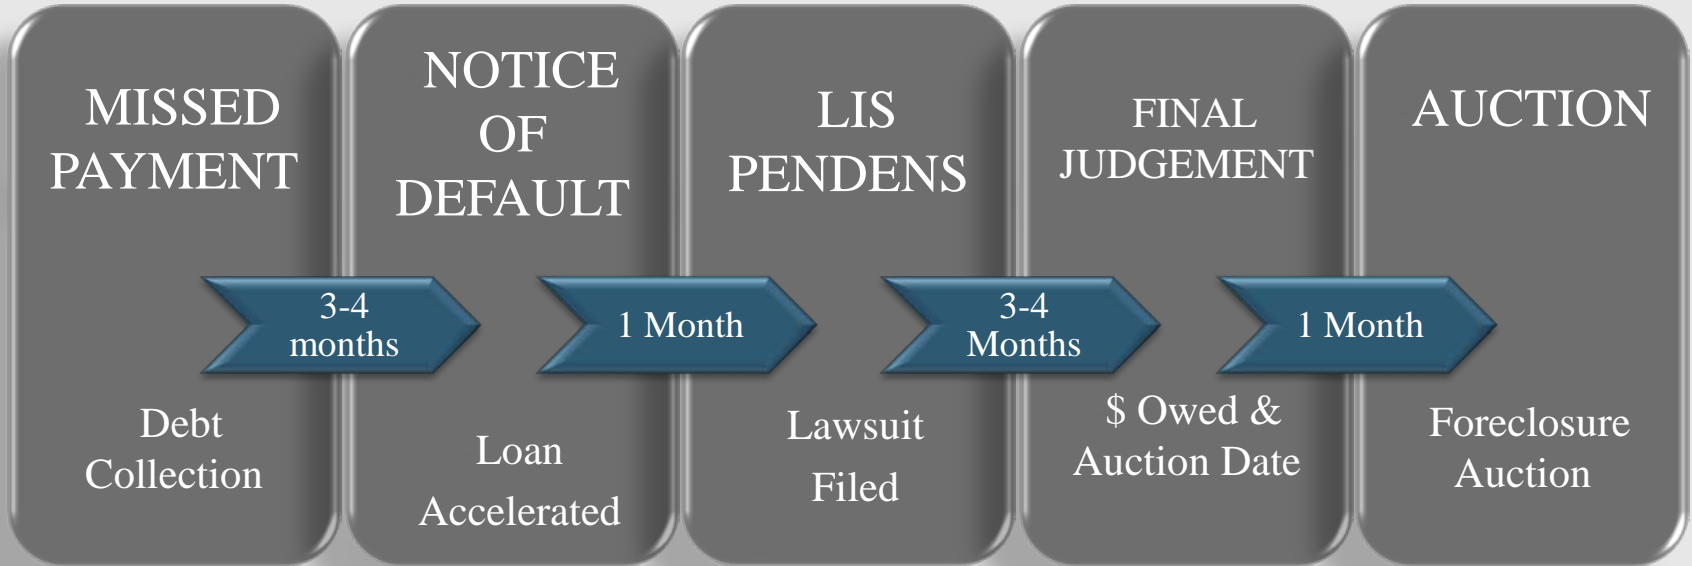 MISSED
PAYMENT
NOTICE
OF
DEFAULT
LIS
PENDENS
FINAL
JUDGEMENT
AUCTION
3-4
months
1 Month
3-4
Months
1 Month
Debt
Collection
Loan
Accelerated
Lawsuit
Filed
$ Owed &
Auction Date
Foreclosure
Auction